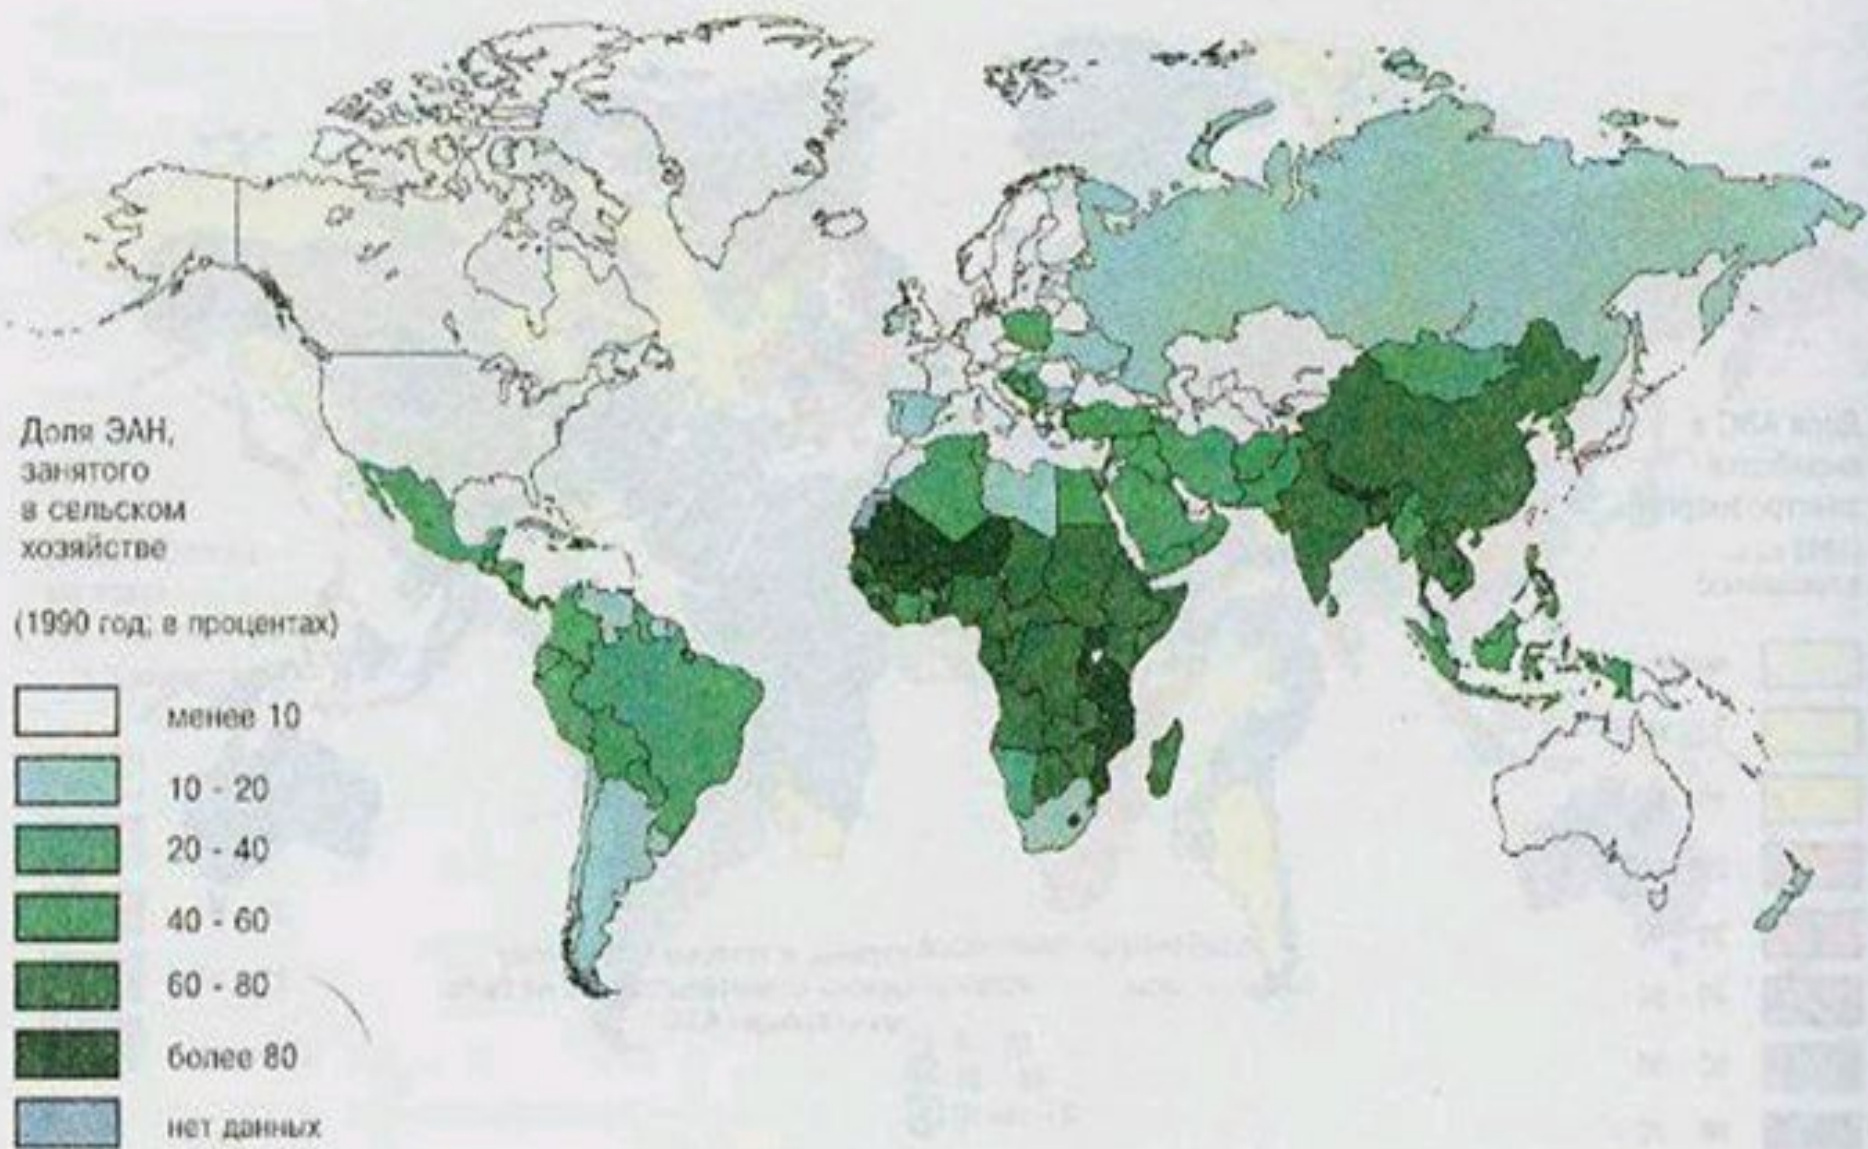 Доля ЭАН,
занятого
в сельском
хозяйстве
(1990 год; в процентах)
менее 10
10 - 20
20 - 40
40 - 60
60 - 80
более 80
нет данных